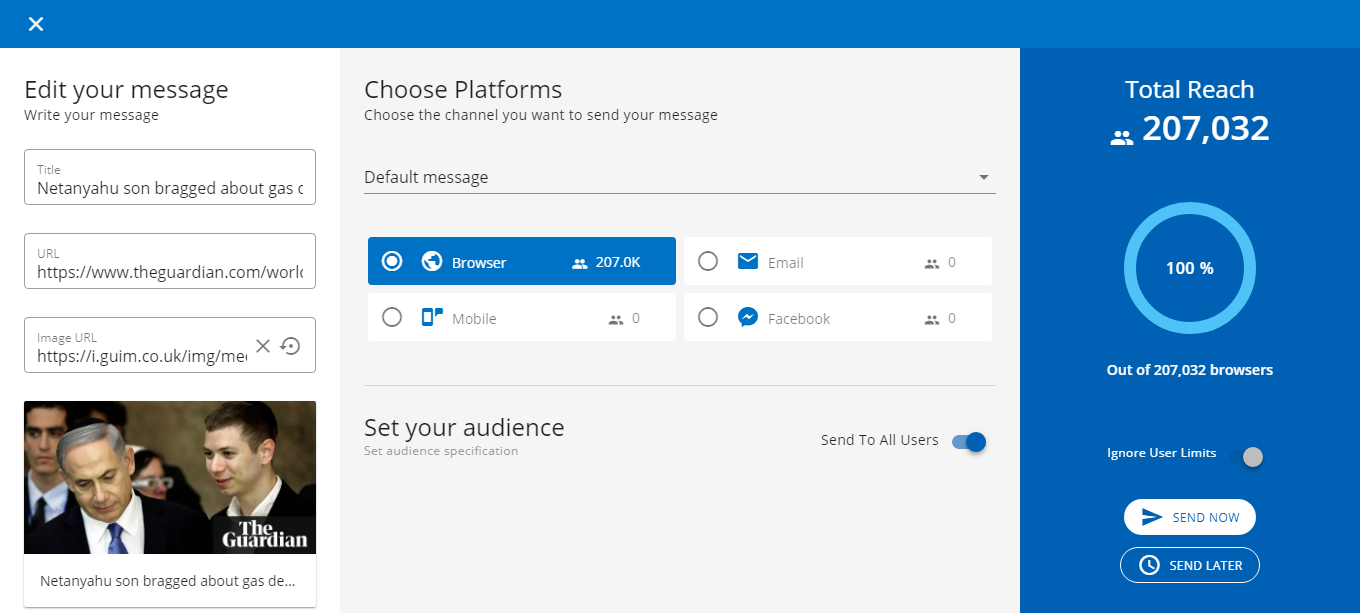 Edit your message
Write your message
Title
Netanyahu son bragged about gas
URL
https://www.theguardian.com/world
Image URL
https://i.guim.co.uk/img/me
The
Guardian
Netanyahu son bragged about gas de...
Choose Platforms
Choose the channel you want to send your message
Default message
Browser 207.0K
Email 0
Mobile 0
Facebook 0
Set your audience
Set audience specification
Send To All Users
Total Reach
207,032
100 %
Out of 207,032 browsers
Ignore User Limits
SEND NOW
SEND LATER